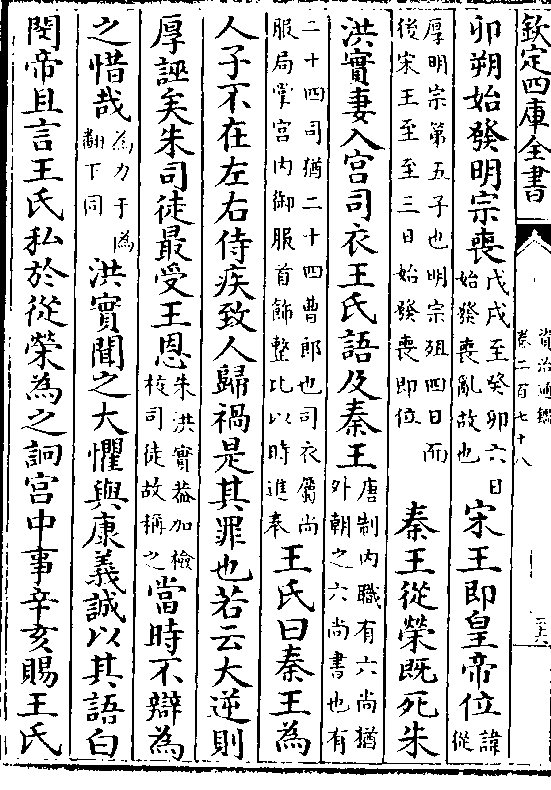 欽定四庫全書
資治通鑑
卷二百七十八
卯朔始發明宗喪戊戌至癸卯六日始發喪亂故也宋王即皇帝位諱從
厚明宗第五子也明宗殂四日而後宋王至至三日始發喪即位秦王從榮既死朱
洪實妻入宫司衣王氏語及秦王唐制内職有六尚猶外朝之六尚書也有
二十四司猶二十四曹郎也司衣屬尚服局掌宫内御服首飾整比以時進奉王氏曰秦王為
人子不在左右侍疾致人歸禍是其罪也若云大逆則
厚誣矣朱司徒最受王恩朱洪實葢加檢校司徒故稱之當時不辯為
之惜哉為力于為翻下同洪實聞之大懼與康義誠以其語白
閔帝且言王氏私於從榮為之詗宫中事辛亥賜王氏